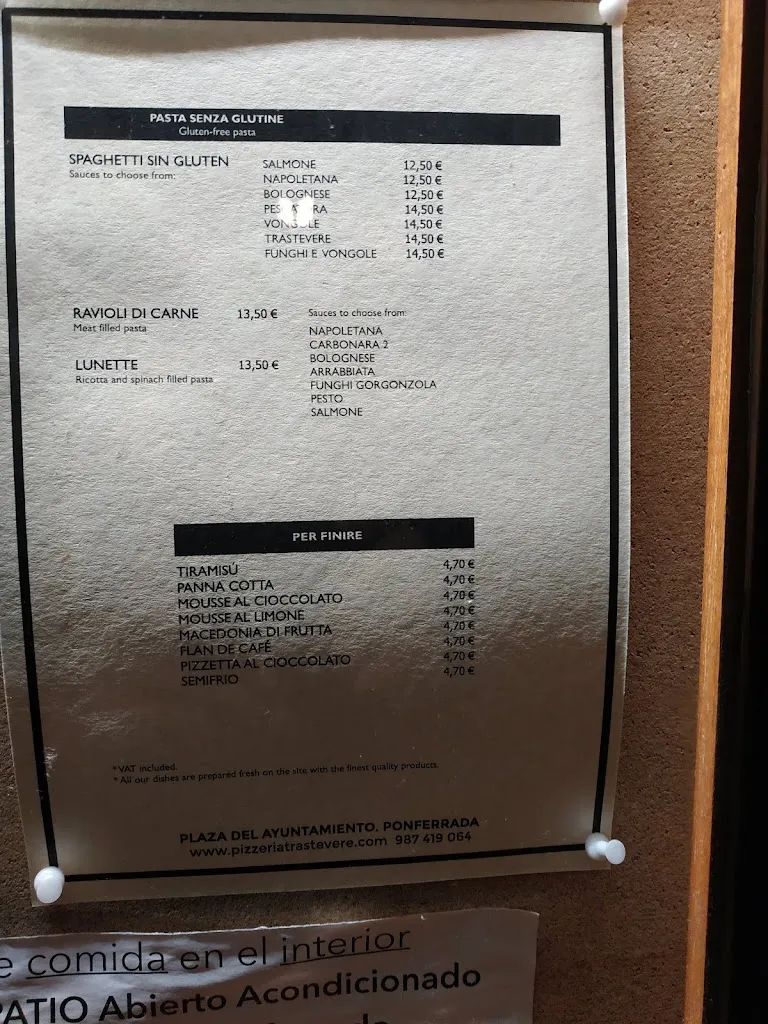 PASTA SENZA GLUTINE
Gluten-free pasta
SPAGHETTI SIN GLUTEN
Sauces to choose from:
SALMONE 12,50 €
NAPOLETANA 12,50 €
BOLOGNESE 12,50 €
PESCATORA 14,50 €
VONGOLE 14,50 €
TRASTEVERE 14,50 €
FUNGHI E VONGOLE 14,50 €
RAVIOLI DI CARNE 13,50 €
Meat filled pasta
LUNETTE 13,50 €
Ricotta and spinach filled pasta
Sauces to choose from:
NAPOLETANA
CARBONARA 2
BOLOGNESE
ARRABBIATA
FUNGHI GORGONZOLA
PESTO
SALMONE
PER FINIRE
TIRAMISÚ 4,70 €
PANNA COTTA 4,70 €
MOUSSE AL CIOCCOLATO 4,70 €
MOUSSE AL LIMONE 4,70 €
MACEDONIA DI FRUTTA 4,70 €
FLAN DE CAFÉ 4,70 €
PIZZETTA AL CIOCCOLATO 4,70 €
SEMIFRIO 4,70 €
* VAT included.
* All our dishes are prepared fresh on the site with the finest quality products.
PLAZA DEL AYUNTAMIENTO. PONFERRADA
www.pizzeriatrastevere.com 987 419 064
e comida en el interior
PATIO Abierto Acondicionado